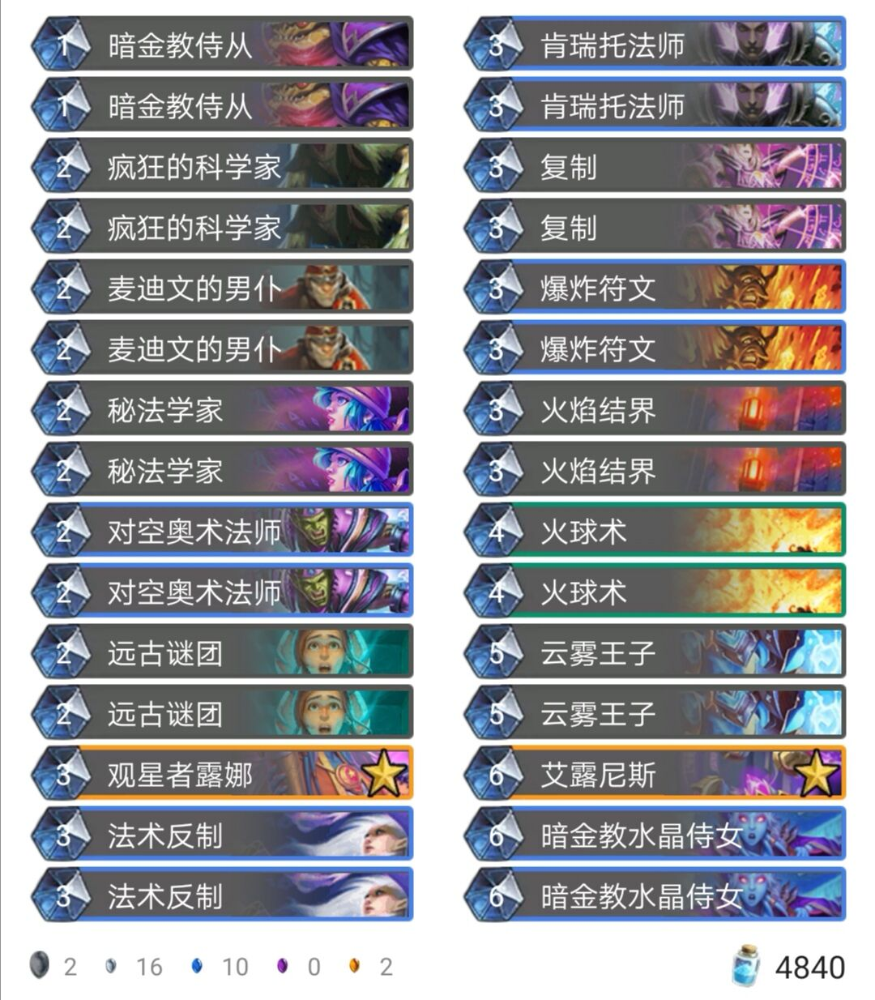 1 暗金教侍从
1 暗金教侍从
2 疯狂的科学家
2 疯狂的科学家
2 麦迪文的男仆
2 麦迪文的男仆
2 秘法学家
2 秘法学家
2 对空奥术法师
2 对空奥术法师
2 远古谜团
2 远古谜团
3 观星者露娜
3 法术反制
3 法术反制
3 肯瑞托法师
3 肯瑞托法师
3 复制
3 复制
3 爆炸符文
3 爆炸符文
3 火焰结界
3 火焰结界
4 火球术
4 火球术
5 云雾王子
5 云雾王子
6 艾露尼斯
6 暗金教水晶侍女
6 暗金教水晶侍女
2 16 10 0 2
4840